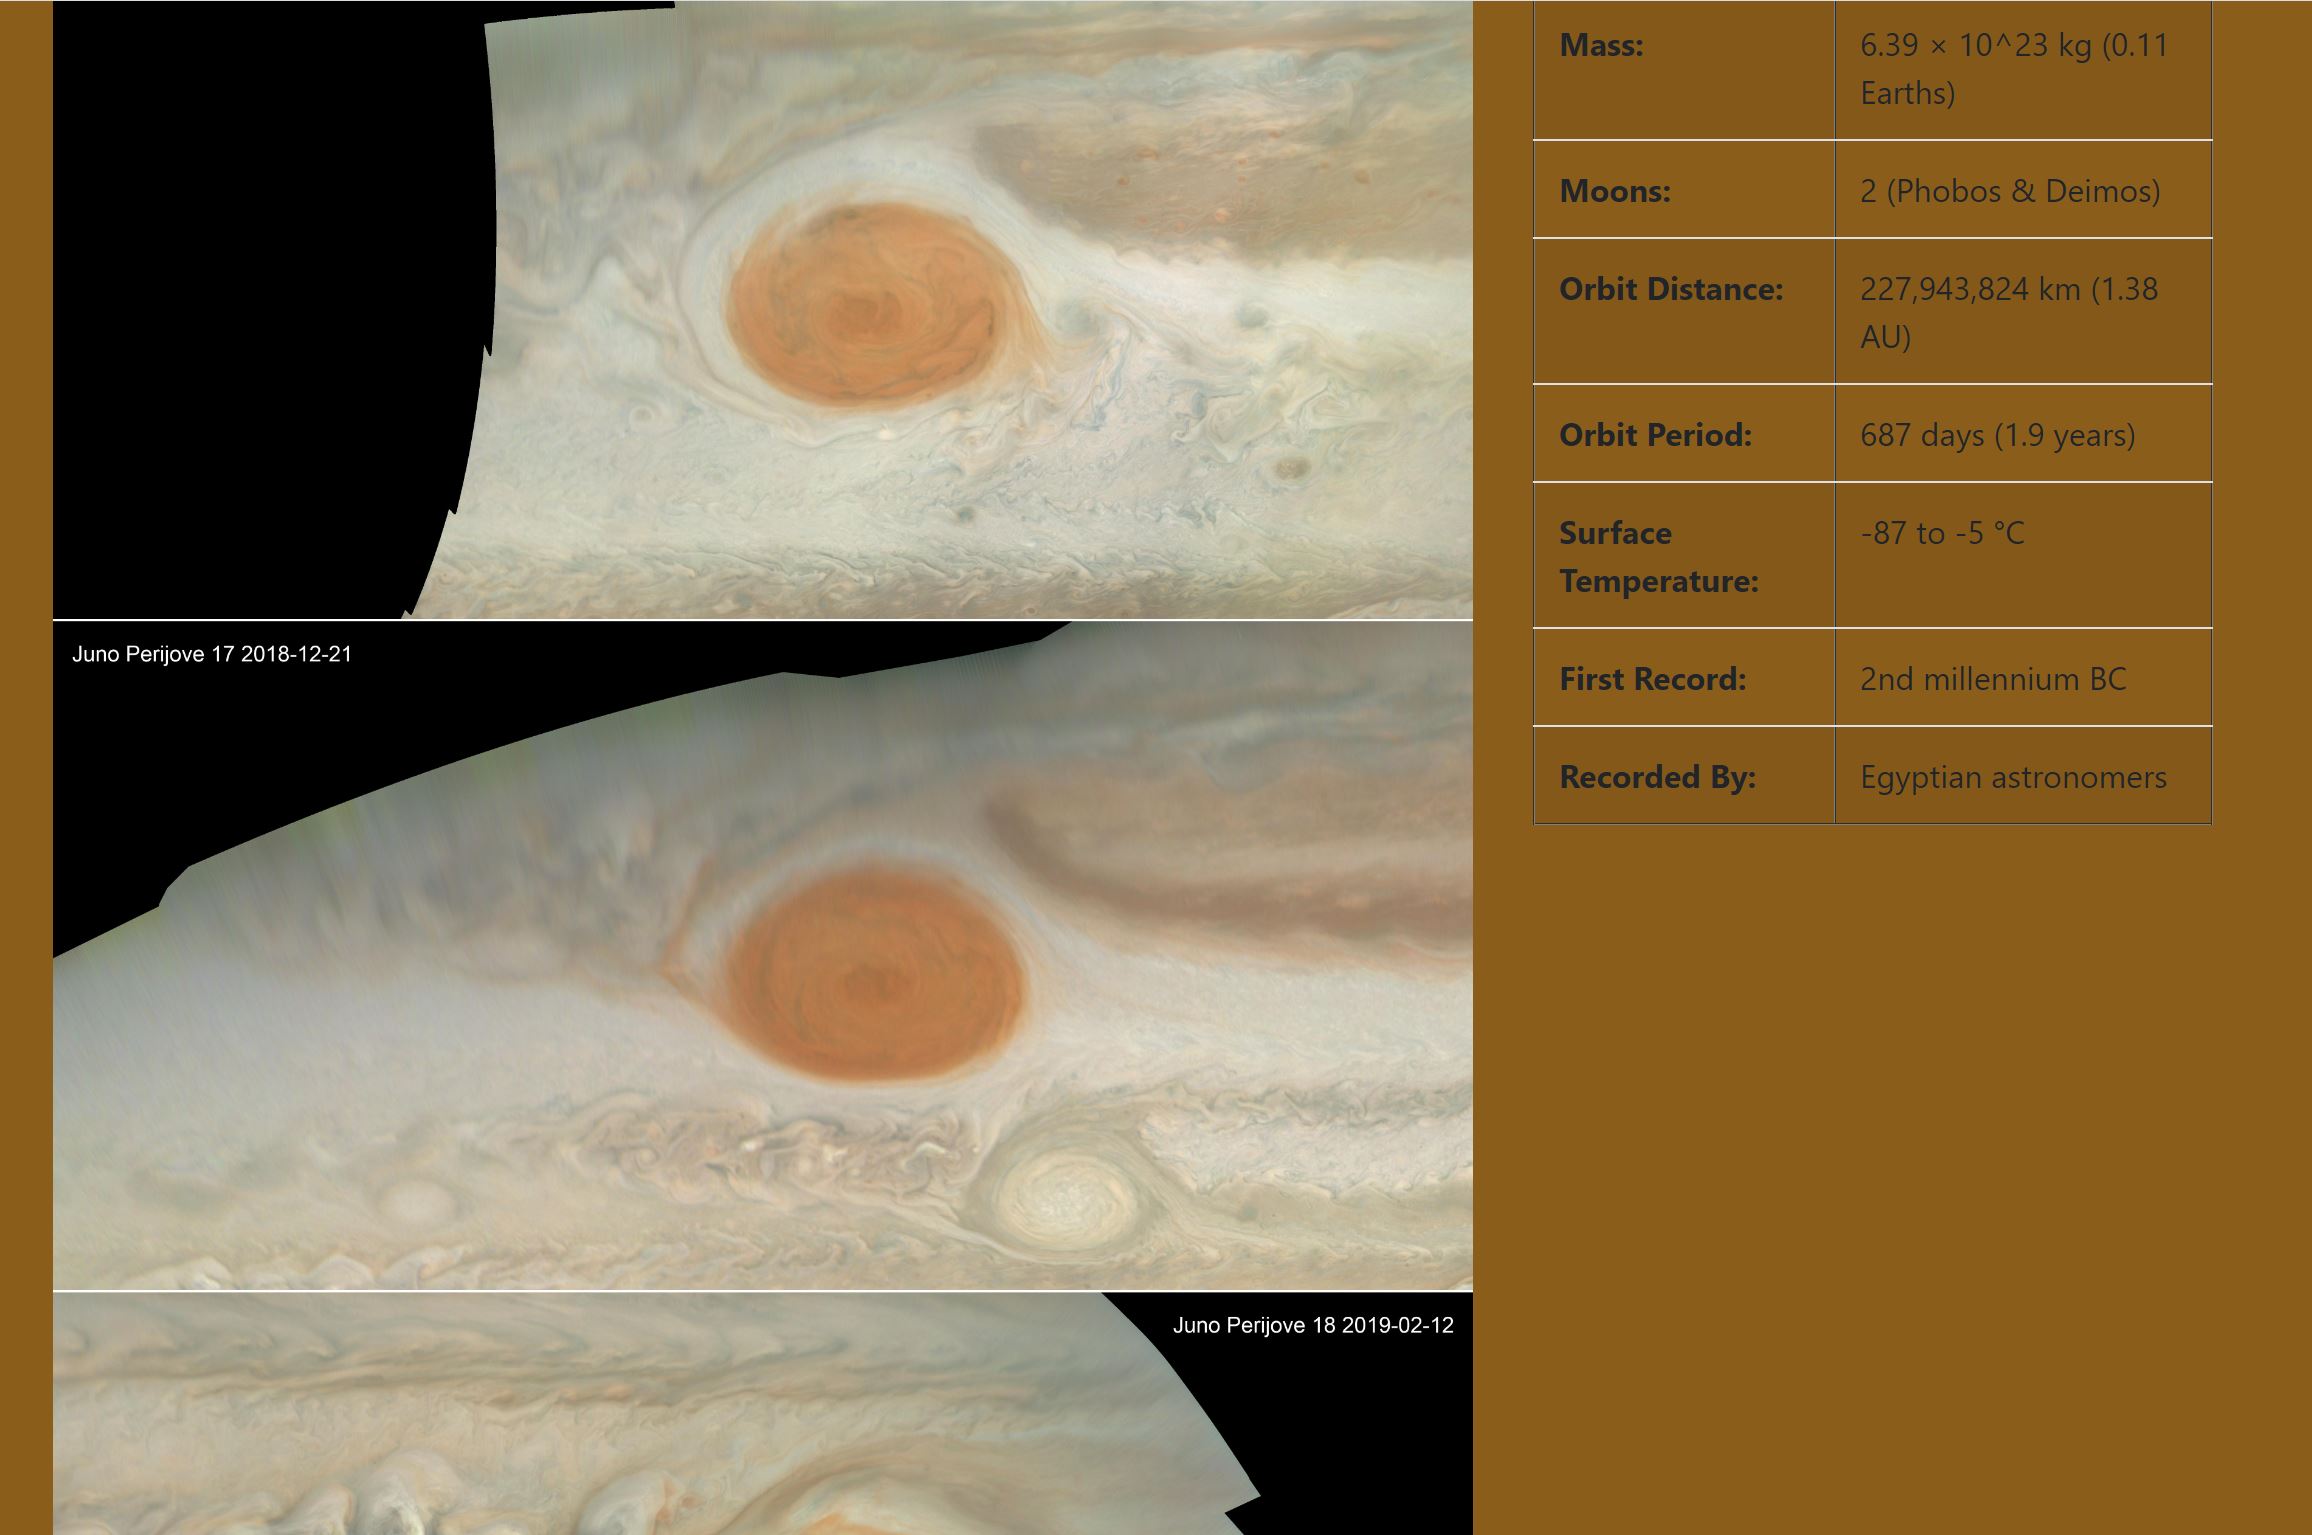 Mass:
6.39 × 10^23 kg (0.11
Earths)
Moons:
2 (Phobos & Deimos)
Orbit Distance:
227,943,824 km (1.38
AU)
Orbit Period:
687 days (1.9 years)
Surface
Temperature:
-87 to -5 °C
First Record:
2nd millennium BC
Recorded By:
Egyptian astronomers
Juno Perijove 17 2018-12-21
Juno Perijove 18 2019-02-12